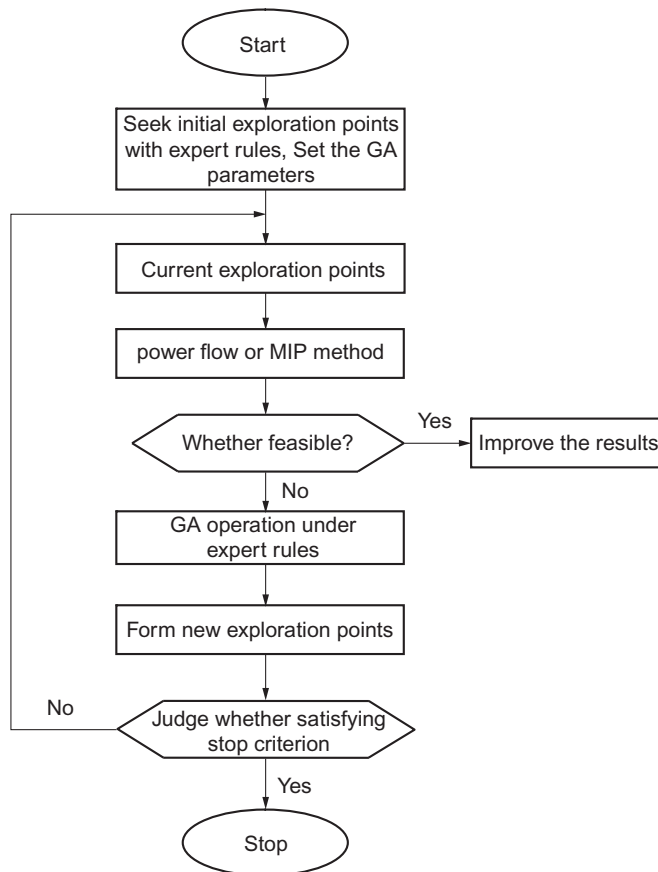 Start
Seek initial exploration points
with expert rules, Set the GA
parameters
Current exploration points
power flow or MIP method
Whether feasible?
Yes
Improve the results
No
GA operation under
expert rules
Form new exploration points
No
Judge whether satisfying
stop criterion
Yes
Stop